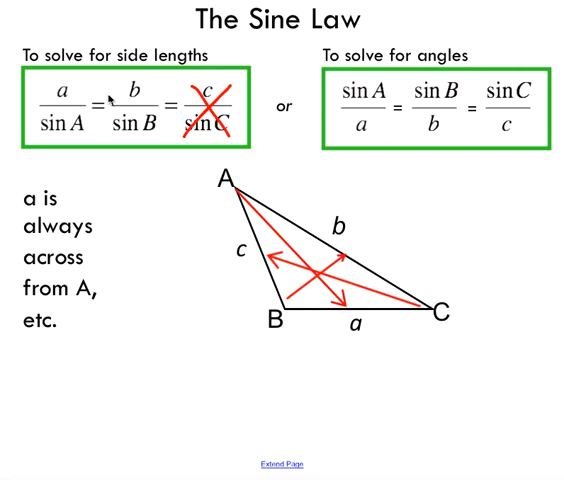 The Sine Law
To solve for side lengths
To solve for angles
a/sin A = b/sin B = c/sin C
or
sin A/a = sin B/b = sin C/c
a is
always
across
from A,
etc.
A
b
c
B
a
C
Extend Page